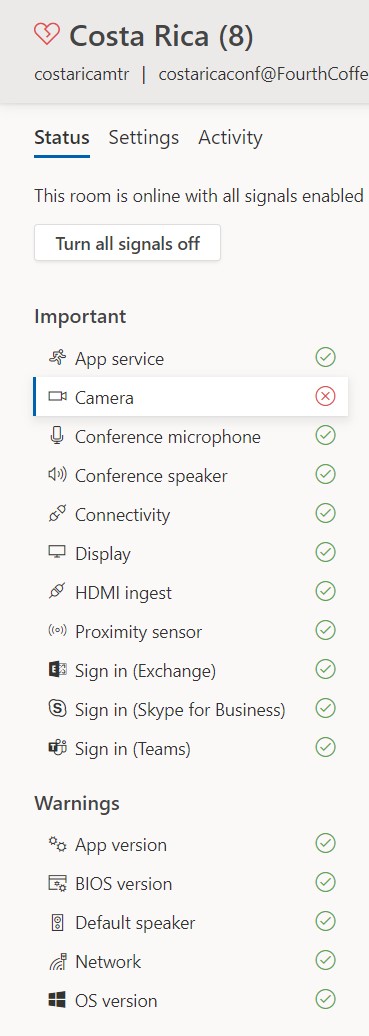 Costa Rica (8)
costaricamtr | costaricaconf@FourthCoffe
Status Settings Activity
This room is online with all signals enabled
Turn all signals off
Important
App service
Camera
Conference microphone
Conference speaker
Connectivity
Display
HDMI ingest
Proximity sensor
Sign in (Exchange)
Sign in (Skype for Business)
Sign in (Teams)
Warnings
App version
BIOS version
Default speaker
Network
OS version